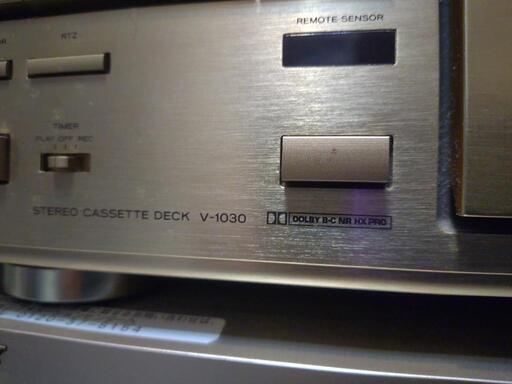 REMOTE SENSOR
RTZ
TIMER
PLAY OFF REC
STEREO CASSETTE DECK V-1030
DOLBY B-C NR HX PRO